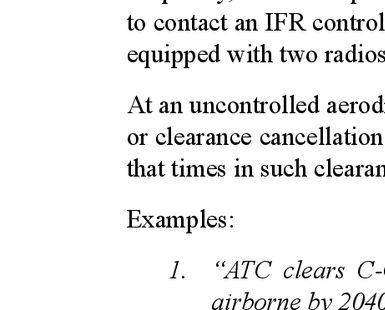 to contact an IFR control
equipped with two radios
At an uncontrolled aerod
or clearance cancellation
that times in such clearan
Examples:
1. “ATC clears C-
airborne by 2040